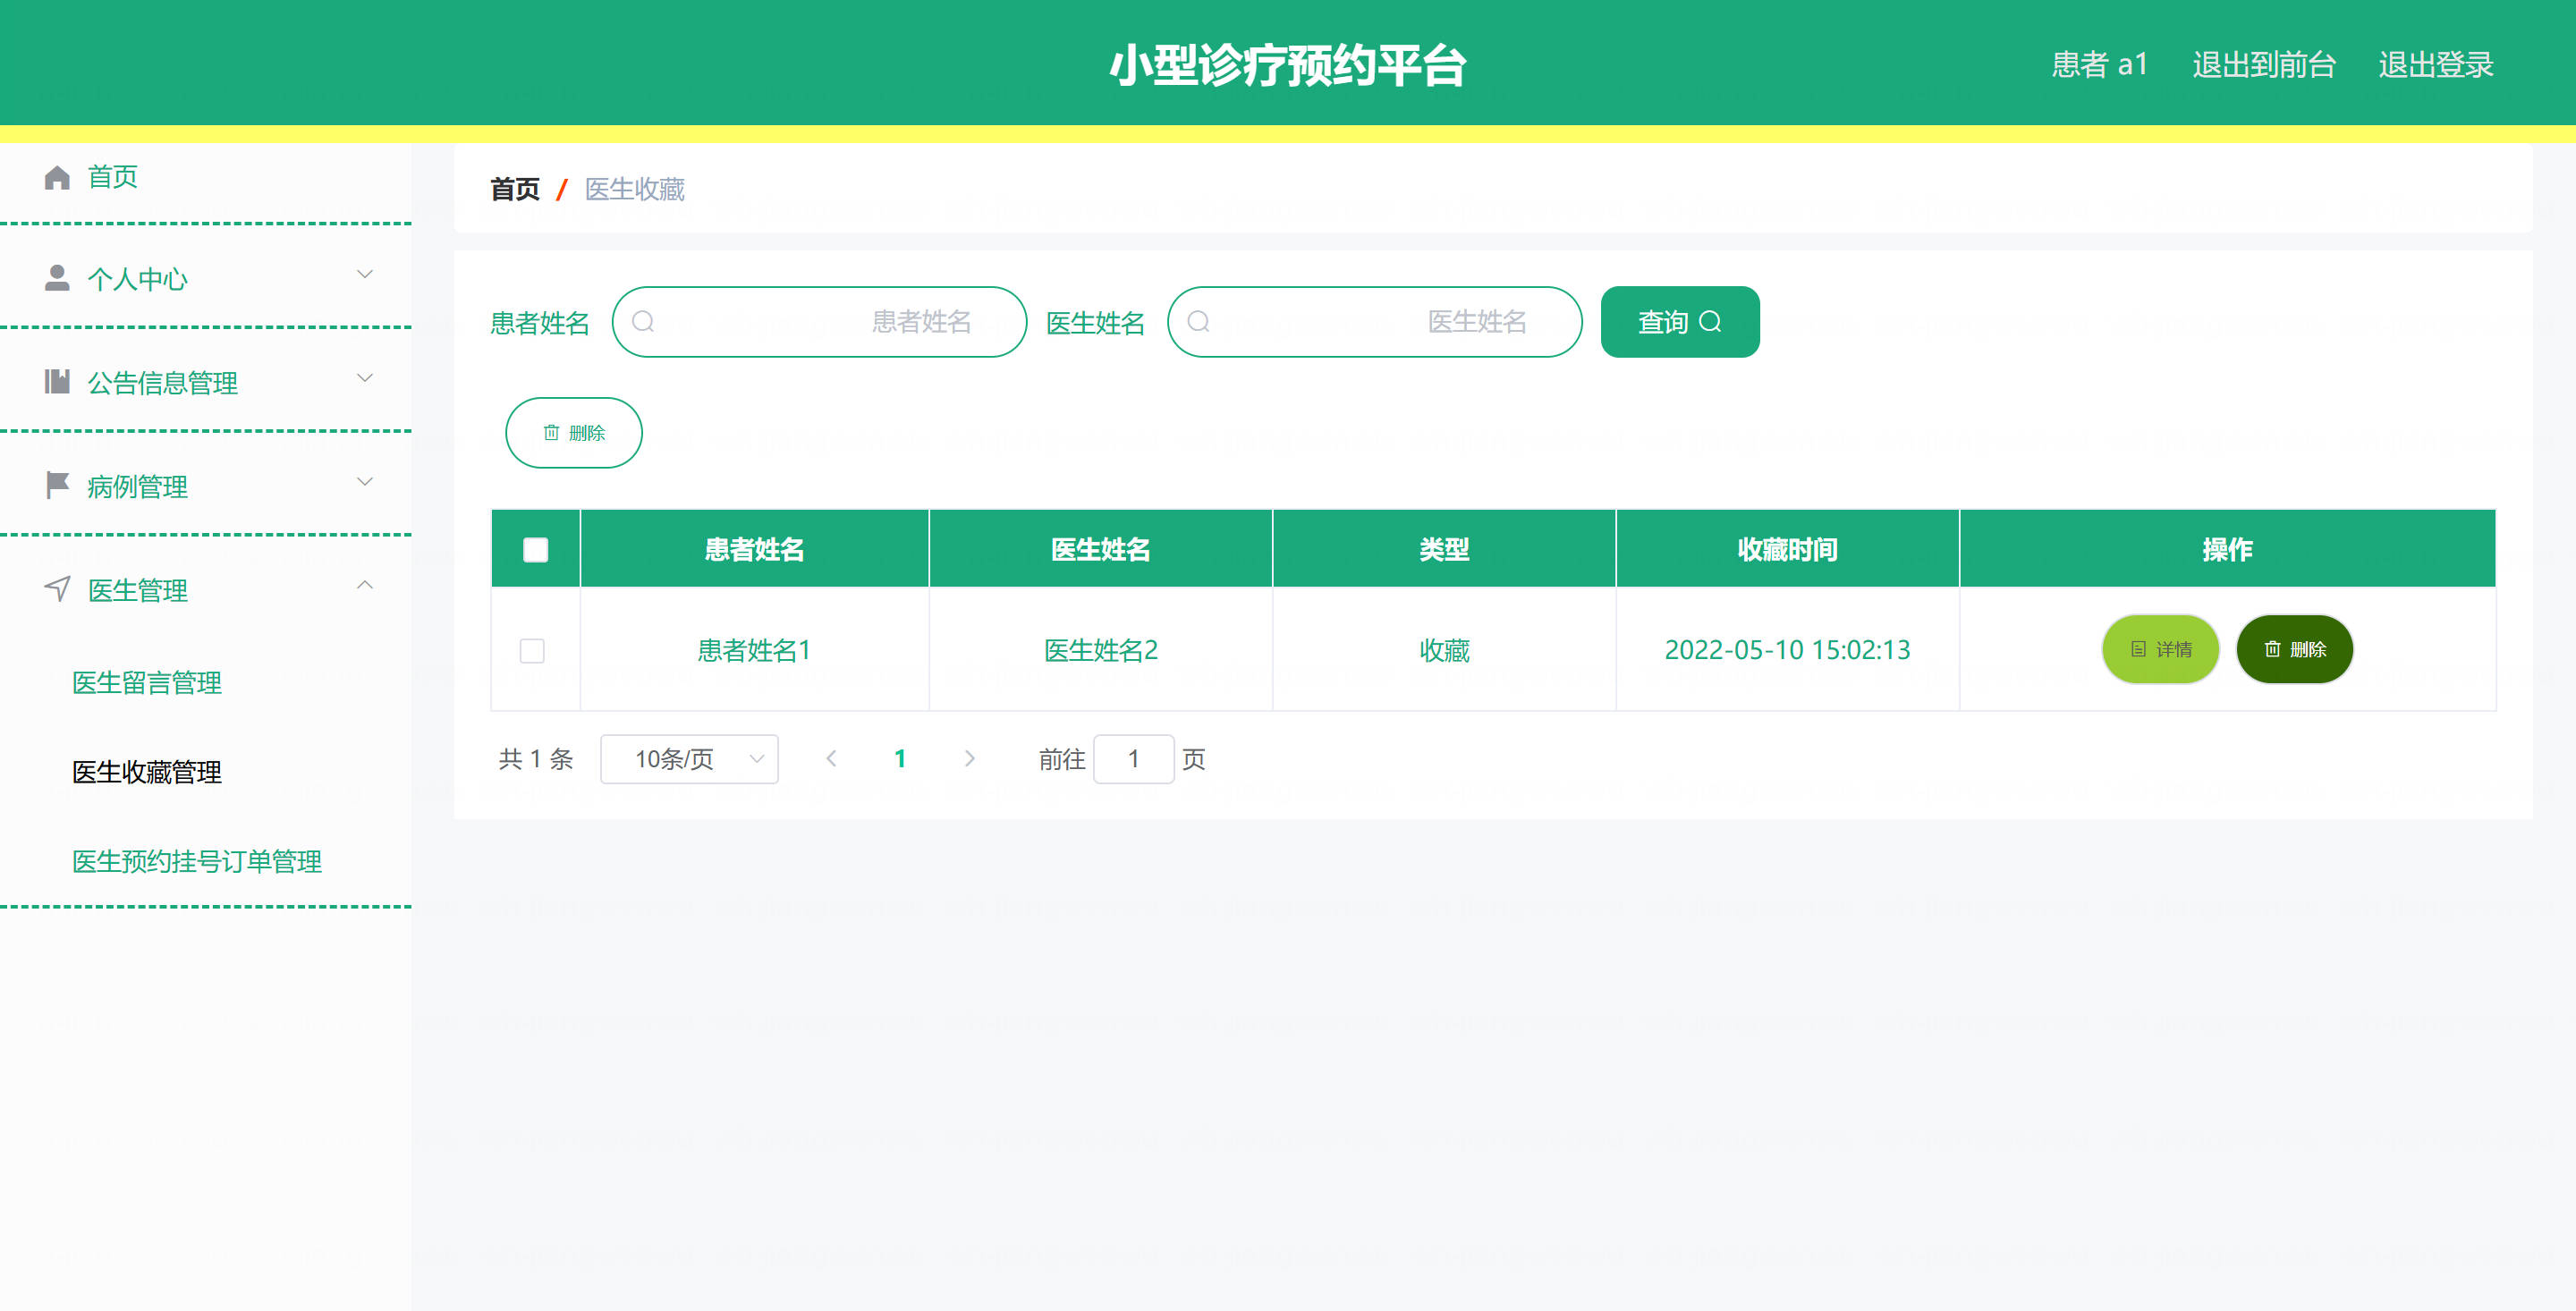 小型诊疗预约平台
患者 a1 退出到前台 退出登录
首页
个人中心
公告信息管理
病例管理
医生管理
医生留言管理
医生收藏管理
医生预约挂号订单管理
首页 / 医生收藏
患者姓名 患者姓名 医生姓名 医生姓名 查询
删除
患者姓名 医生姓名 类型 收藏时间 操作
患者姓名1 医生姓名2 收藏 2022-05-10 15:02:13 详情 删除
共 1 条 10条/页 1 前往 1 页